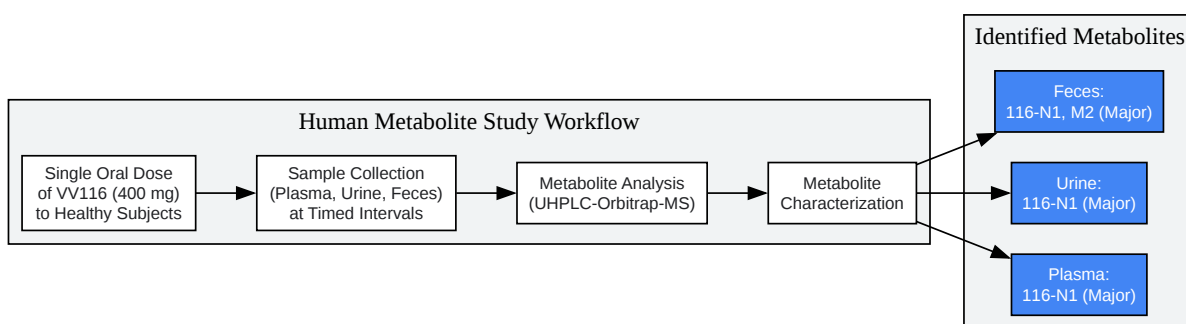 Human Metabolite Study Workflow
Single Oral Dose
of VV116 (400 mg)
to Healthy Subjects
Sample Collection
(Plasma, Urine, Feces)
at Timed Intervals
Metabolite Analysis
(UHPLC-Orbitrap-MS)
Metabolite
Characterization
Identified Metabolites
Feces:
116-N1, M2 (Major)
Urine:
116-N1 (Major)
Plasma:
116-N1 (Major)